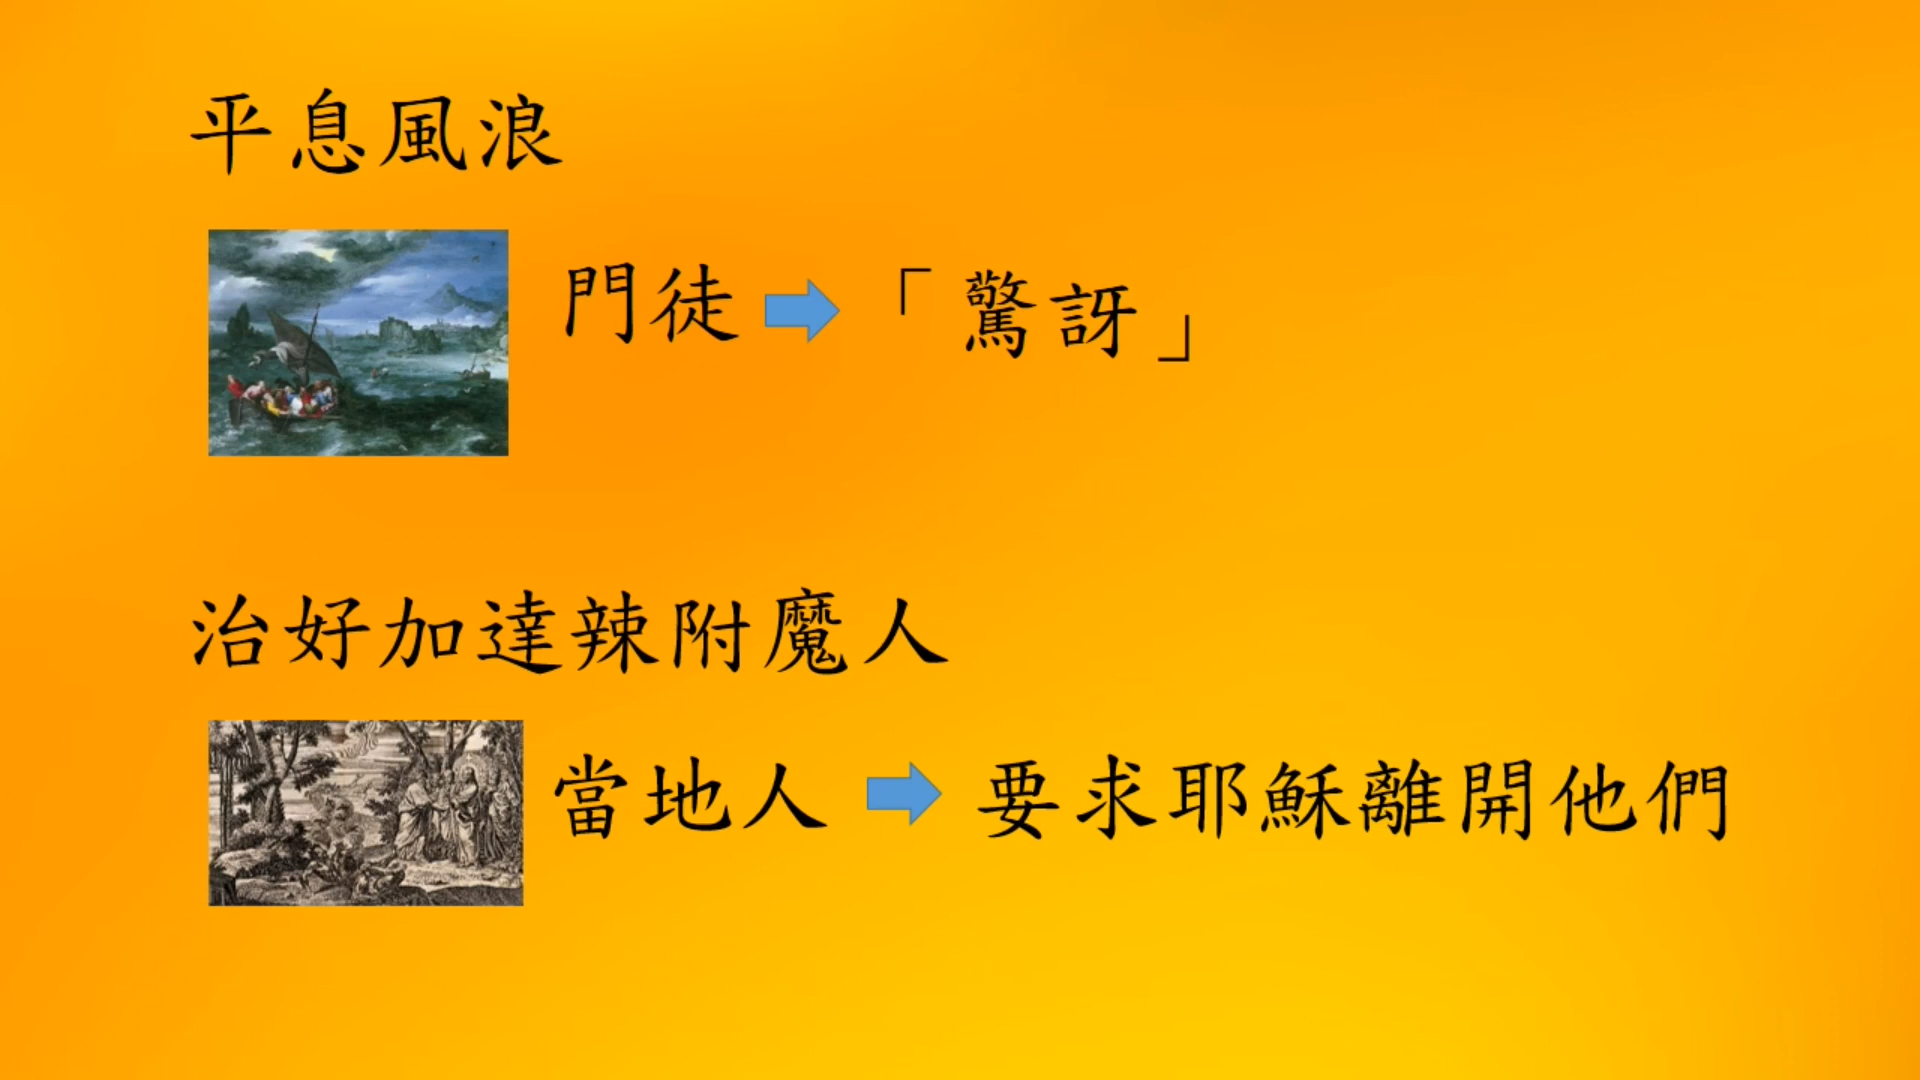 平息風浪
門徒 「驚訝」
治好加達辣附魔人
當地人 要求耶穌離開他們